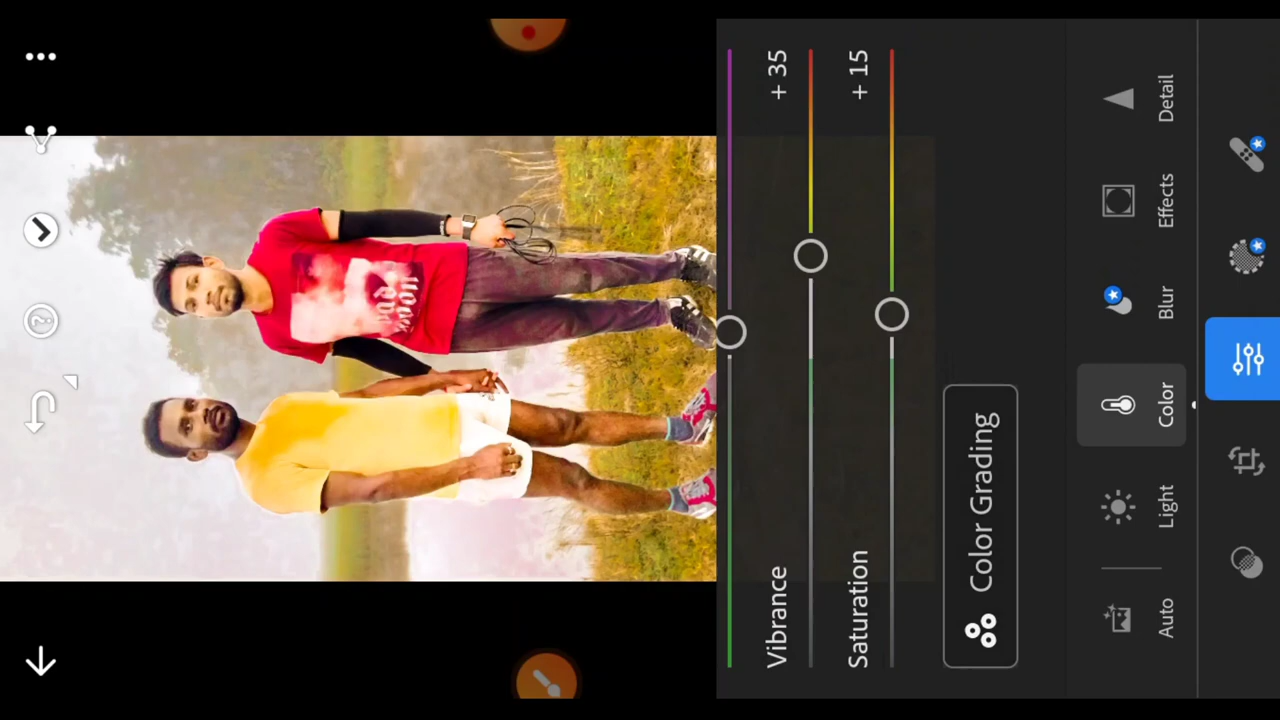 Vibrance
+ 35
Saturation
+ 15
Color Grading
Auto
Light
Color
Blur
Effects
Detail